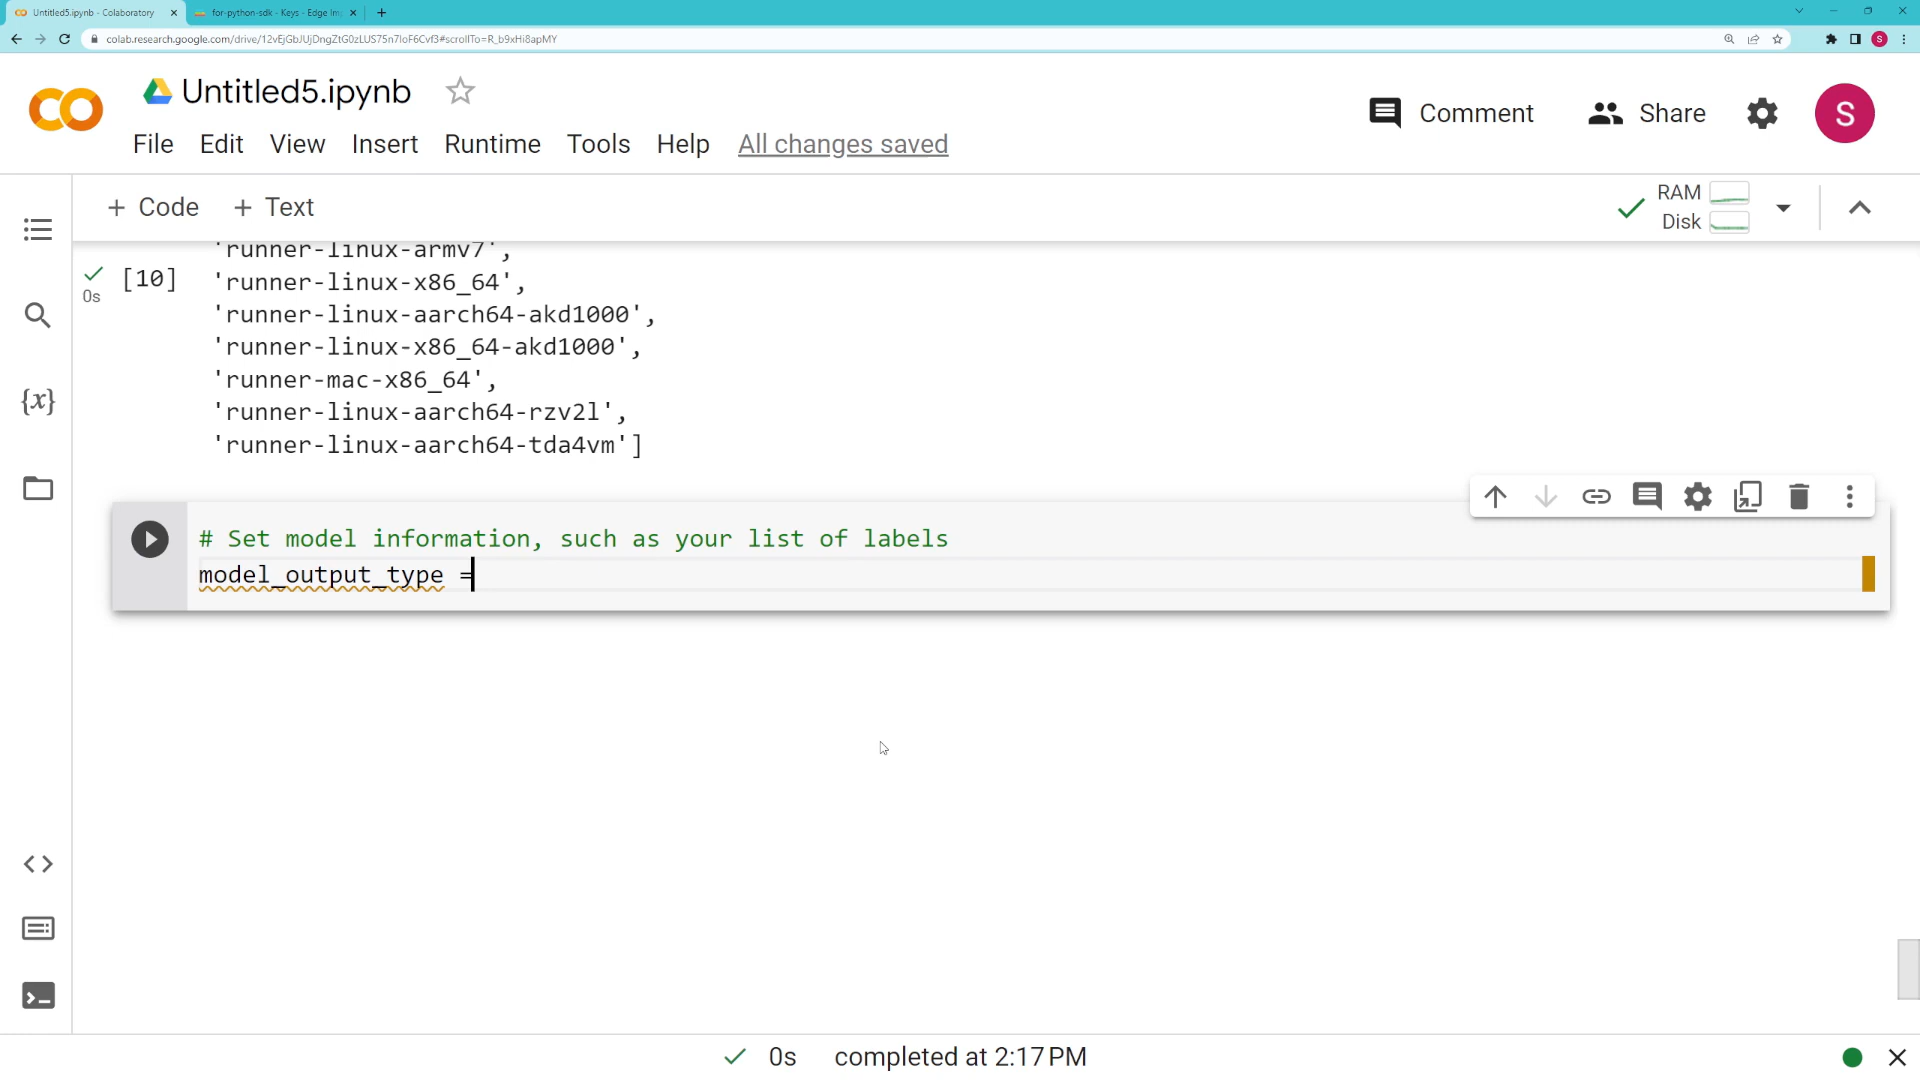 Untitled5.ipynb - Colaboratory
for-python-sdk - Keys - Edge Im
colab.research.google.com/drive/12vEjGbJUjDngZtG0zLUS75n7loF6Cvf3#scrollTo=R_b9xHi8apMY
S
CO
Untitled5.ipynb
Comment
Share
S
File Edit View Insert Runtime Tools Help All changes saved
+ Code + Text
RAM
Disk
'runner-linux-armv7',
[10] 'runner-linux-x86_64',
0s
'runner-linux-aarch64-akd1000',
'runner-linux-x86_64-akd1000',
'runner-mac-x86_64',
{x}
'runner-linux-aarch64-rzv2l',
'runner-linux-aarch64-tda4vm']
# Set model information, such as your list of labels
model_output_type =
0s completed at 2:17 PM